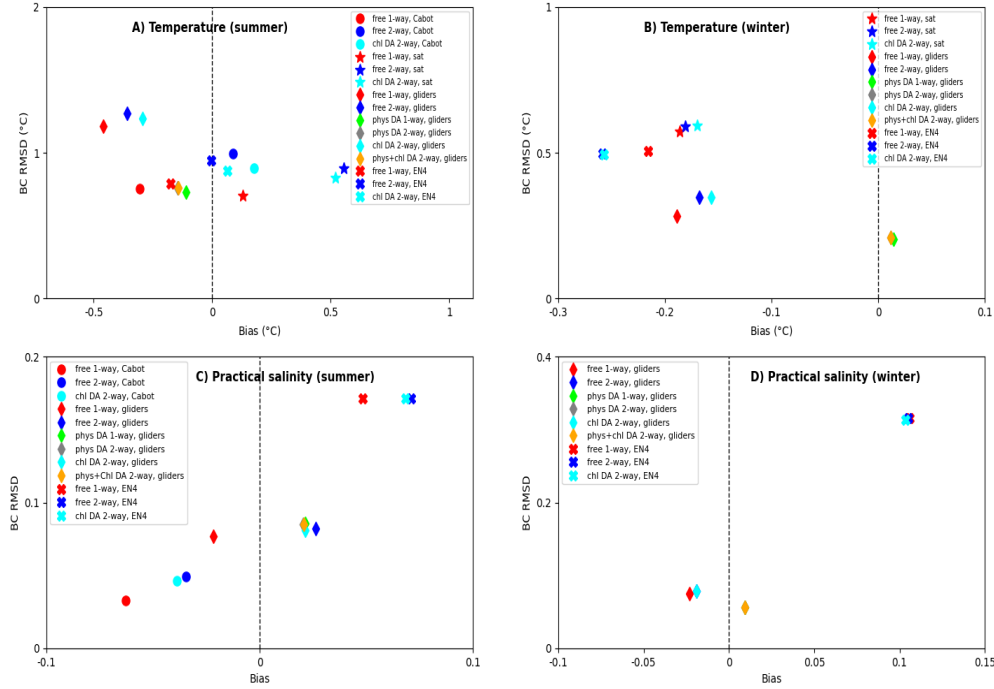 A) Temperature (summer)
free 1-way, Cabot
free 2-way, Cabot
chl DA 2-way, Cabot
free 1-way, sat
free 2-way, sat
chl DA 2-way, sat
free 1-way, gliders
free 2-way, gliders
phys DA 1-way, gliders
phys DA 2-way, gliders
chl DA 2-way, gliders
phys+chl DA 2-way, gliders
free 1-way, EN4
free 2-way, EN4
chl DA 2-way, EN4
BC RMSD (°C)
2
1
0
-0.5 0 0.5 1
Bias (°C)
B) Temperature (winter)
free 1-way, sat
free 2-way, sat
chl DA 2-way, sat
free 1-way, gliders
free 2-way, gliders
phys DA 1-way, gliders
phys DA 2-way, gliders
chl DA 2-way, gliders
phys+chl DA 2-way, gliders
free 1-way, EN4
free 2-way, EN4
chl DA 2-way, EN4
BC RMSD (°C)
1
0.5
0
-0.3 -0.2 -0.1 0 0.1
Bias (°C)
C) Practical salinity (summer)
free 1-way, Cabot
free 2-way, Cabot
chl DA 2-way, Cabot
free 1-way, gliders
free 2-way, gliders
phys DA 1-way, gliders
phys DA 2-way, gliders
chl DA 2-way, gliders
phys+Chl DA 2-way, gliders
free 1-way, EN4
free 2-way, EN4
chl DA 2-way, EN4
BC RMSD
0.2
0.1
0
-0.1 0 0.1
Bias
D) Practical salinity (winter)
free 1-way, gliders
free 2-way, gliders
phys DA 1-way, gliders
phys DA 2-way, gliders
chl DA 2-way, gliders
phys+chl DA 2-way, gliders
free 1-way, EN4
free 2-way, EN4
chl DA 2-way, EN4
BC RMSD
0.4
0.2
0
-0.1 -0.05 0 0.05 0.1 0.15
Bias